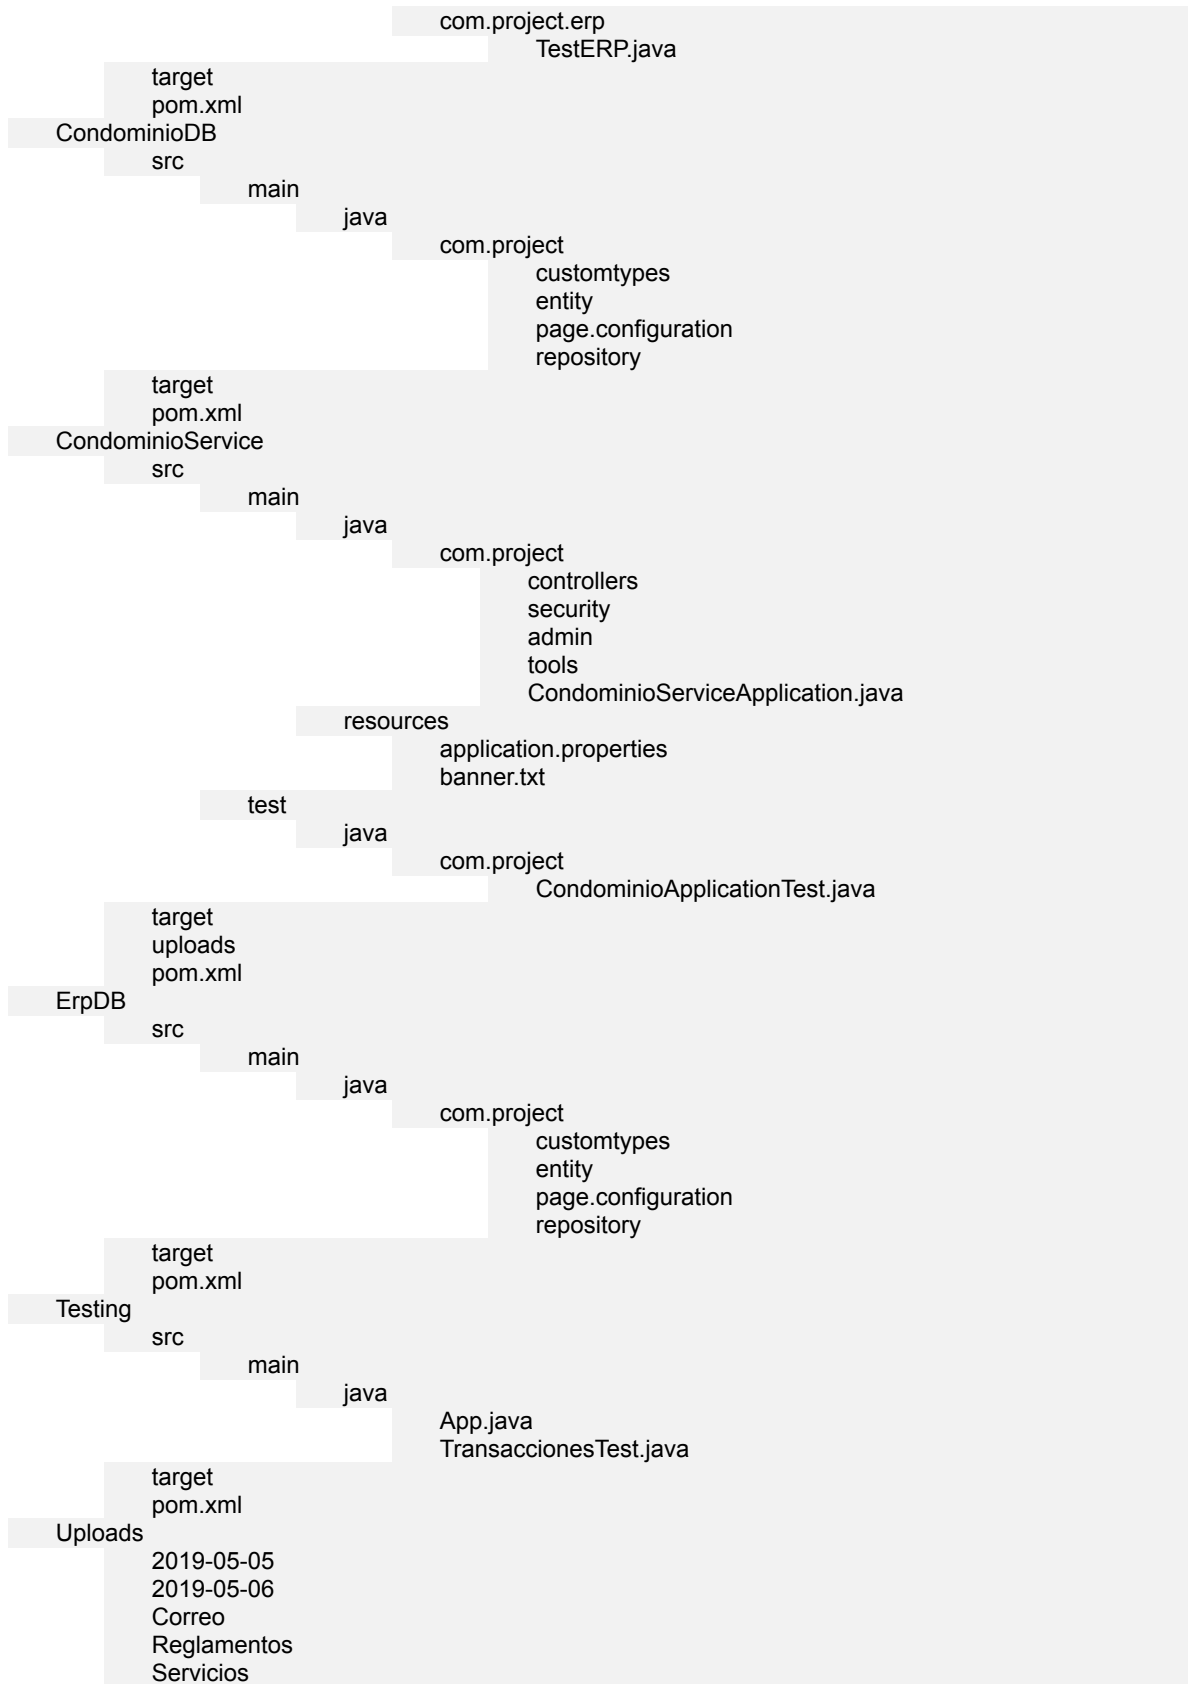 com.project.erp
TestERP.java
target
pom.xml
CondominioDB
src
main
java
com.project
customtypes
entity
page.configuration
repository
target
pom.xml
CondominioService
src
main
java
com.project
controllers
security
admin
tools
CondominioServiceApplication.java
resources
application.properties
banner.txt
test
java
com.project
CondominioApplicationTest.java
target
uploads
pom.xml
ErpDB
src
main
java
com.project
customtypes
entity
page.configuration
repository
target
pom.xml
Testing
src
main
java
App.java
TransaccionesTest.java
target
pom.xml
Uploads
2019-05-05
2019-05-06
Correo
Reglamentos
Servicios